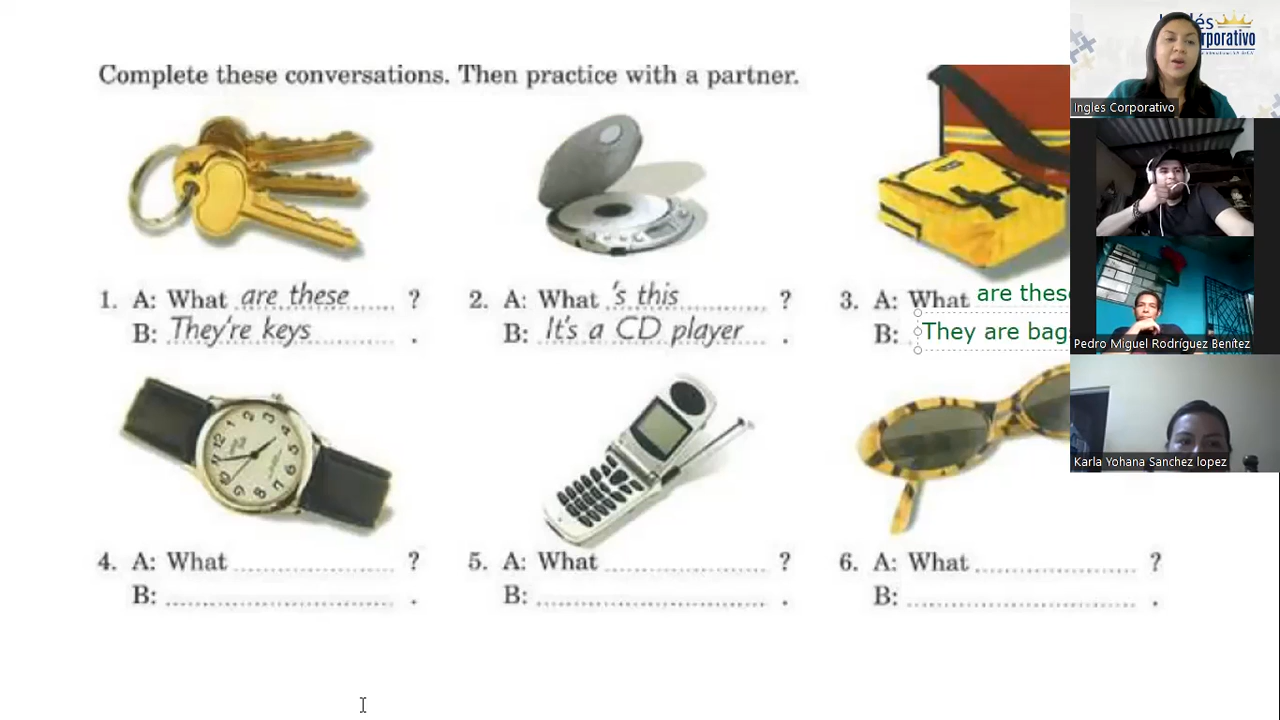 Complete these conversations. Then practice with a partner.
1. A: What are these ?
B: They're keys .
2. A: What 's this ?
B: It's a CD player .
3. A: What are
B: They are
4. A: What ?
B: .
5. A: What ?
B: .
6. A: What ?
B: .
Ingles Corporativo
Pedro Miguel Rodríguez Benítez
Karla Yohana Sanchez lopez